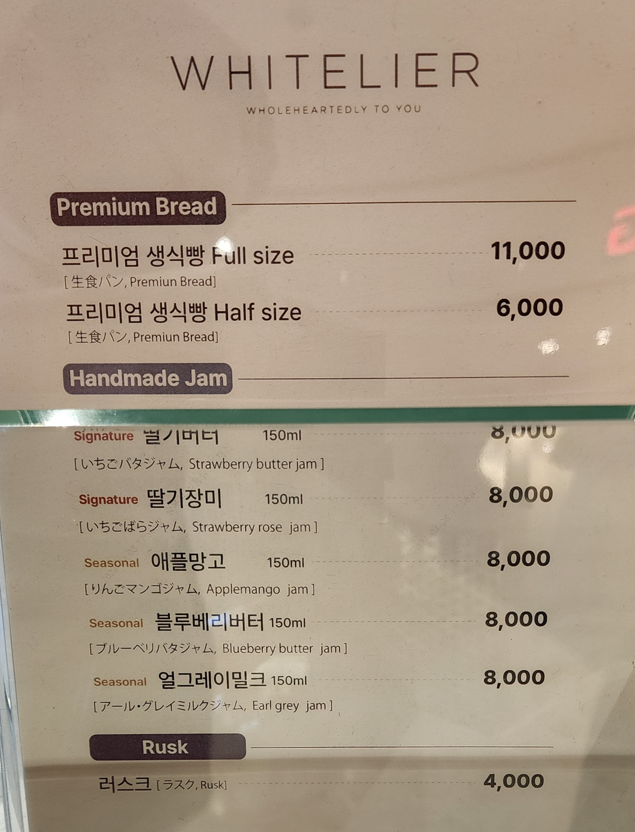 WHITELIER
WHOLEHEARTEDLY TO YOU
Premium Bread
프리미엄 생식빵 Full size 11,000
[生食パン, Premiun Bread]
프리미엄 생식빵 Half size 6,000
[生食パン, Premiun Bread]
Handmade Jam
Signature 딸기버터 150ml 8,000
[いちごバタジャム, Strawberry butter jam]
Signature 딸기장미 150ml 8,000
[いちごばらジャム, Strawberry rose jam]
Seasonal 애플망고 150ml 8,000
[りんごマンゴジャム, Applemango jam]
Seasonal 블루베리버터 150ml 8,000
[ブルーベリバタジャム, Blueberry butter jam]
Seasonal 얼그레이밀크 150ml 8,000
[アール・グレイミルクジャム, Earl grey jam]
Rusk
러스크 [ラスク, Rusk] 4,000